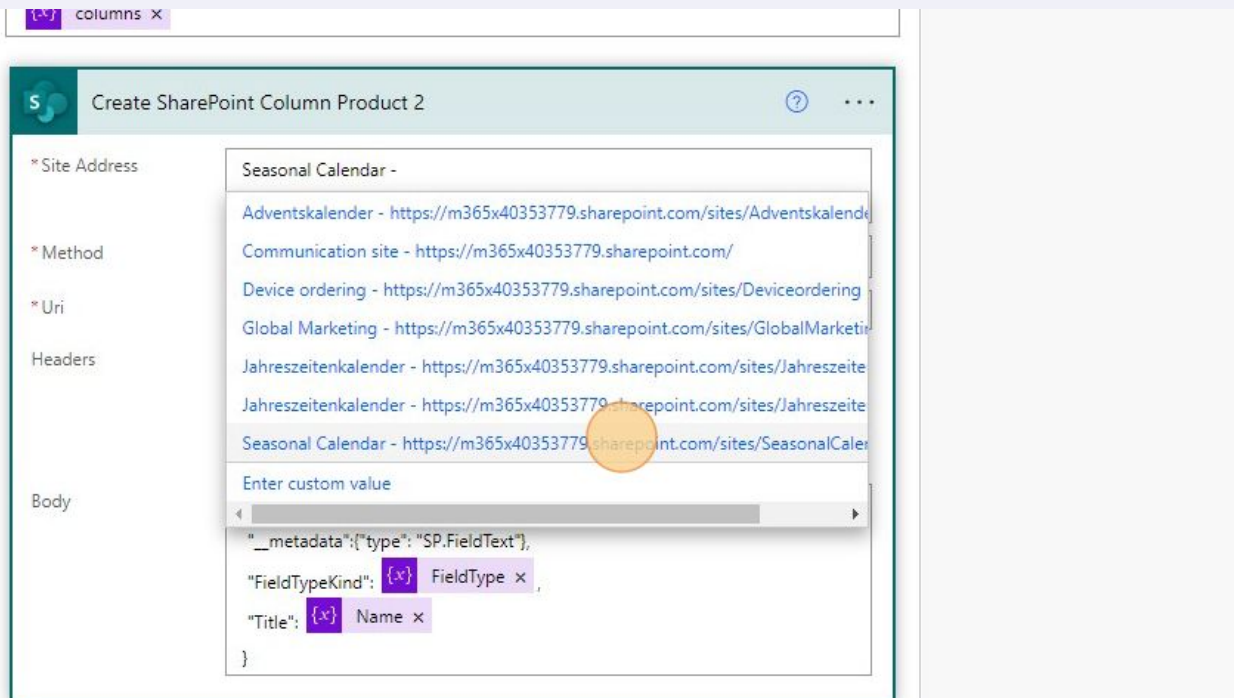 {x} columns ×
S Create SharePoint Column Product 2 ? ...
* Site Address
Seasonal Calendar -
Adventskalender - https://m365x40353779.sharepoint.com/sites/Adventskalende
* Method
Communication site - https://m365x40353779.sharepoint.com/
Device ordering - https://m365x40353779.sharepoint.com/sites/Deviceordering
* Uri
Global Marketing - https://m365x40353779.sharepoint.com/sites/GlobalMarketin
Headers
Jahreszeitenkalender - https://m365x40353779.sharepoint.com/sites/Jahreszeite
Jahreszeitenkalender - https://m365x40353779.sharepoint.com/sites/Jahreszeite
Seasonal Calendar - https://m365x40353779.sharepoint.com/sites/SeasonalCalen
Enter custom value
Body
"__metadata":{"type": "SP.FieldText"},
"FieldTypeKind": {x} FieldType × ,
"Title": {x} Name ×
}